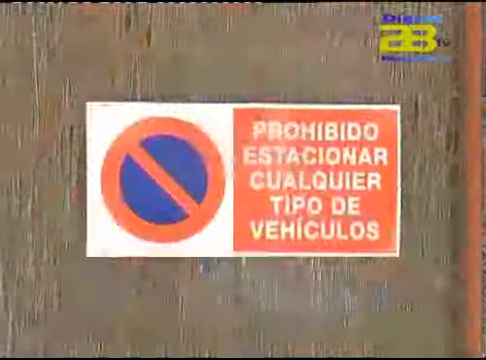 PROHIBIDO
ESTACIONAR
CUALQUIER
TIPO DE
VEHÍCULOS